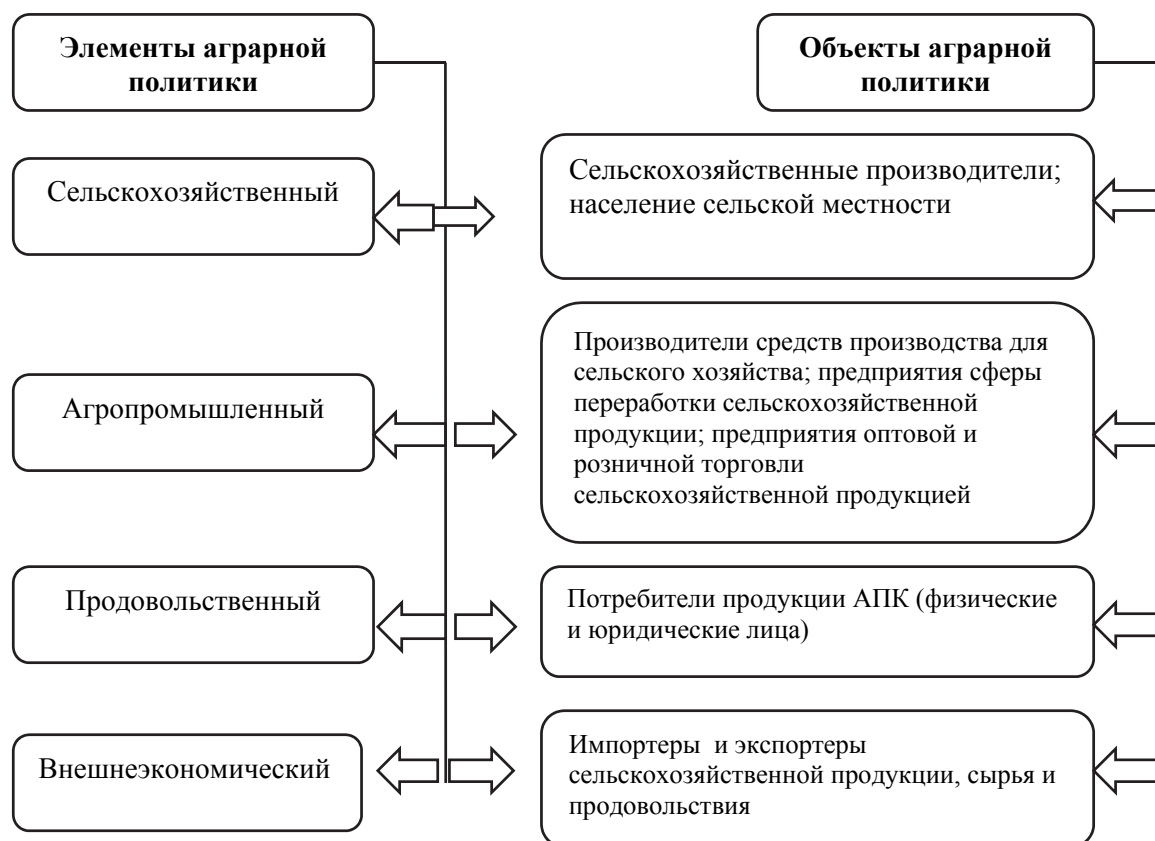 Элементы аграрной
политики
Объекты аграрной
политики
Сельскохозяйственный
Сельскохозяйственные производители;
население сельской местности
Агропромышленный
Производители средств производства для
сельского хозяйства; предприятия сферы
переработки сельскохозяйственной
продукции; предприятия оптовой и
розничной торговли
сельскохозяйственной продукцией
Продовольственный
Потребители продукции АПК (физические
и юридические лица)
Внешнеэкономический
Импортеры и экспортеры
сельскохозяйственной продукции, сырья и
продовольствия